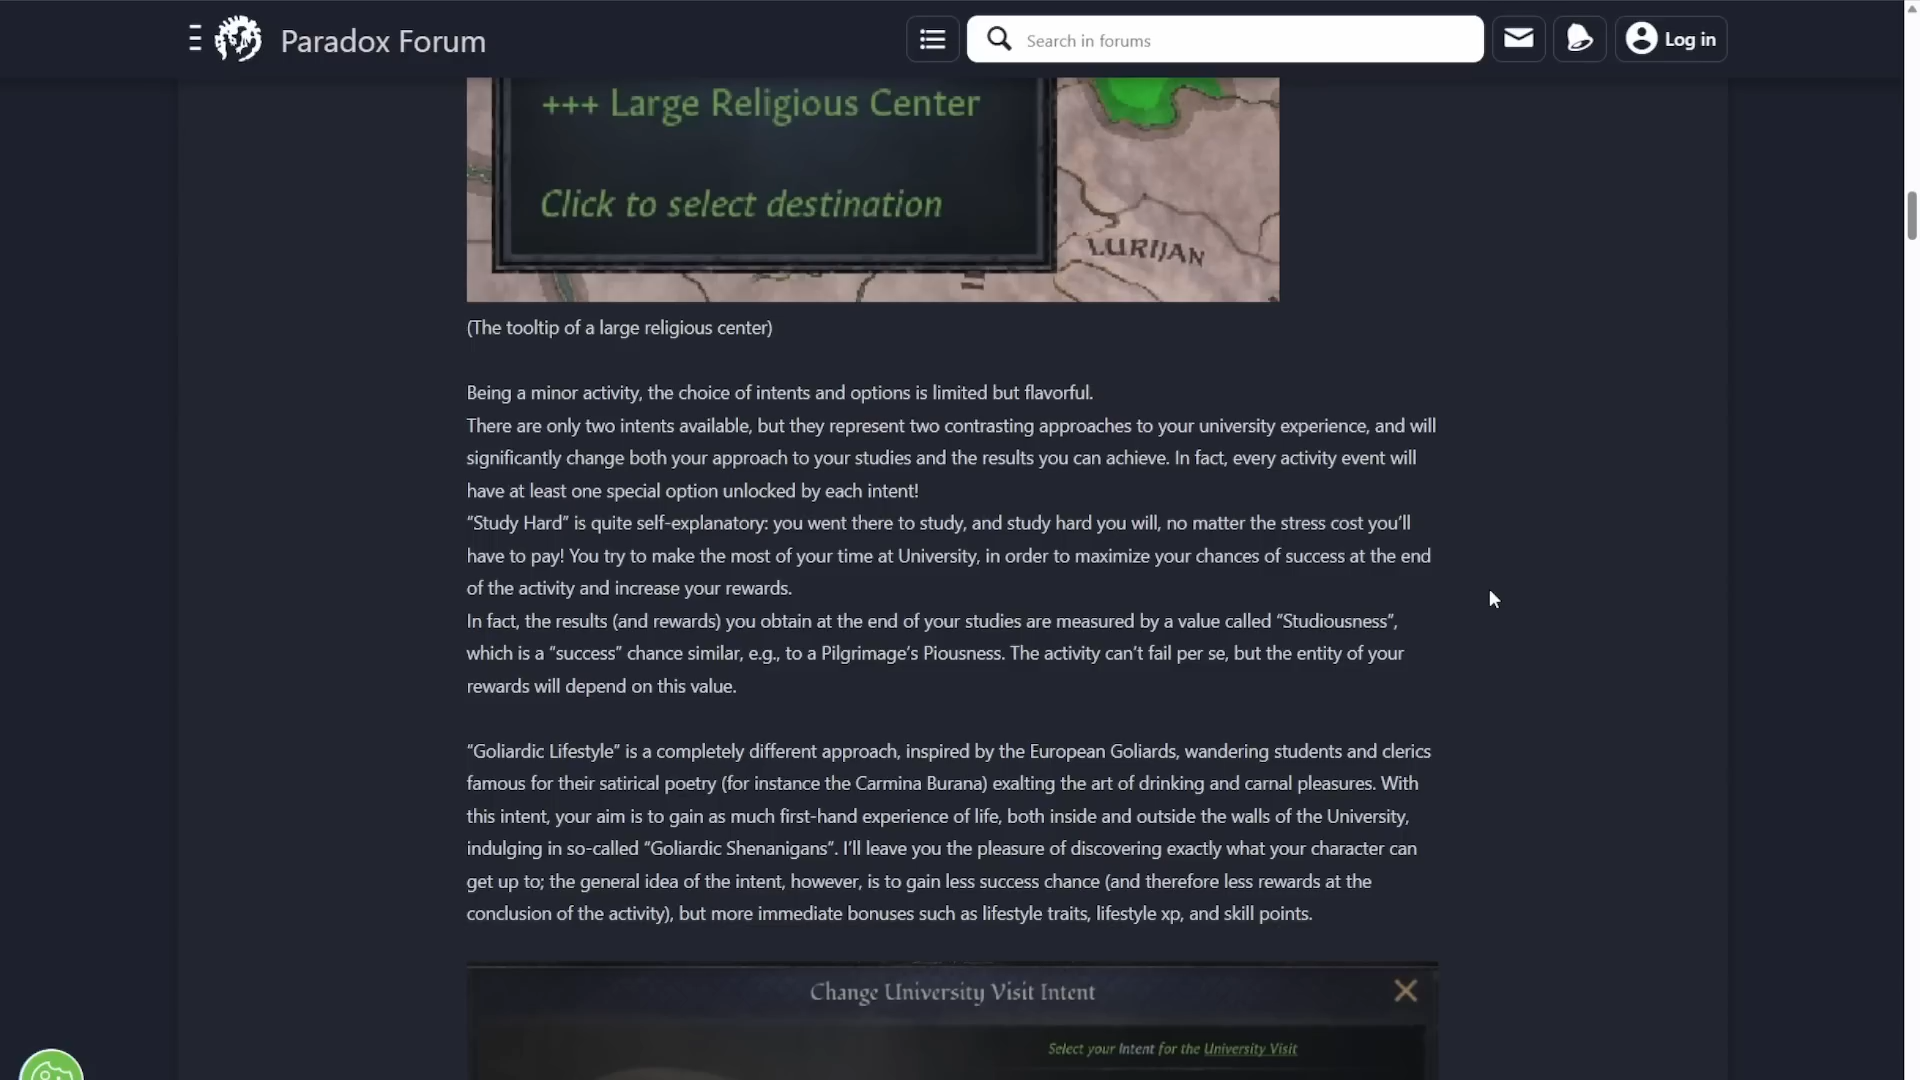 Paradox Forum
Search in forums
Log in
+++ Large Religious Center
Click to select destination
LURIJAN
(The tooltip of a large religious center)
Being a minor activity, the choice of intents and options is limited but flavorful.
There are only two intents available, but they represent two contrasting approaches to your university experience, and will
significantly change both your approach to your studies and the results you can achieve. In fact, every activity event will
have at least one special option unlocked by each intent!
“Study Hard” is quite self-explanatory: you went there to study, and study hard you will, no matter the stress cost you’ll
have to pay! You try to make the most of your time at University, in order to maximize your chances of success at the end
of the activity and increase your rewards.
In fact, the results (and rewards) you obtain at the end of your studies are measured by a value called “Studiousness”,
which is a “success” chance similar, e.g., to a Pilgrimage’s Piousness. The activity can’t fail per se, but the entity of your
rewards will depend on this value.
“Goliardic Lifestyle” is a completely different approach, inspired by the European Goliards, wandering students and clerics
famous for their satirical poetry (for instance the Carmina Burana) exalting the art of drinking and carnal pleasures. With
this intent, your aim is to gain as much first-hand experience of life, both inside and outside the walls of the University,
indulging in so-called “Goliardic Shenanigans”. I’ll leave you the pleasure of discovering exactly what your character can
get up to; the general idea of the intent, however, is to gain less success chance (and therefore less rewards at the
conclusion of the activity), but more immediate bonuses such as lifestyle traits, lifestyle xp, and skill points.
Change University Visit Intent
Select your Intent for the University Visit